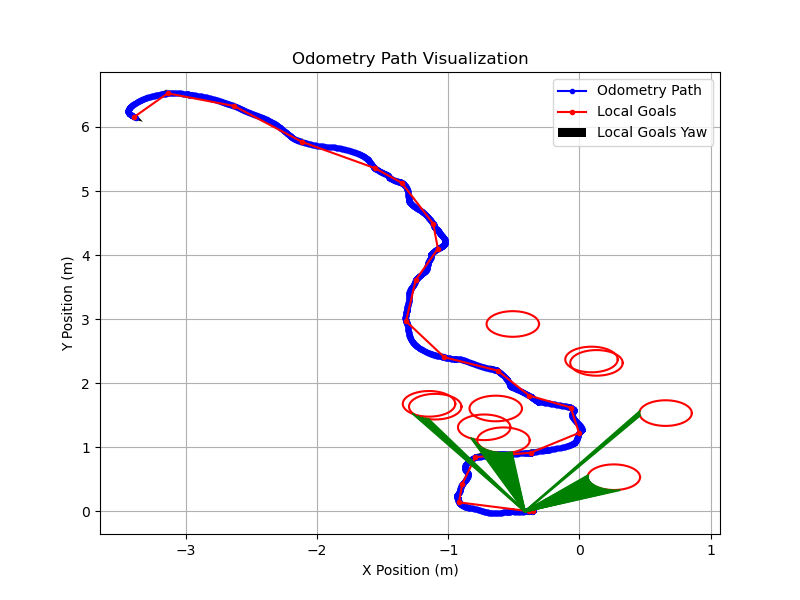 Odometry Path Visualization
Odometry Path
Local Goals
Local Goals Yaw
Y Position (m)
6
5
4
3
2
1
0
−3
−2
−1
0
1
X Position (m)